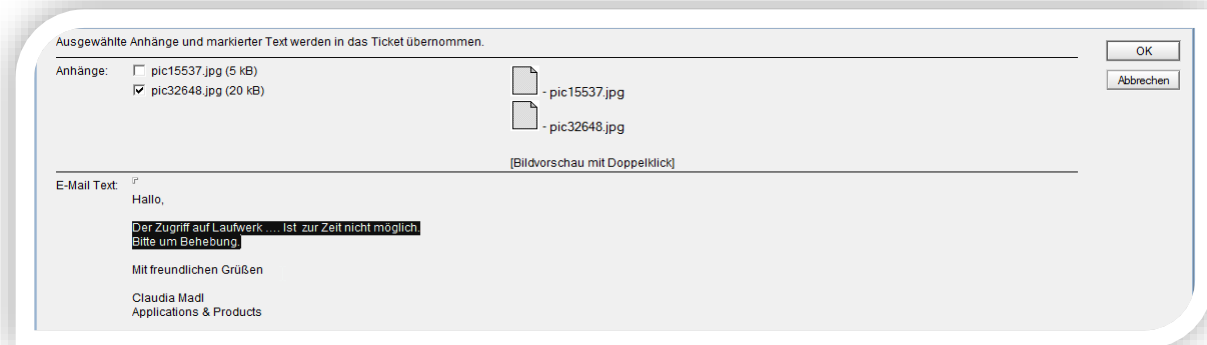 Ausgewählte Anhänge und markierter Text werden in das Ticket übernommen.
OK
Abbrechen
Anhänge:
pic15537.jpg (5 kB)
pic32648.jpg (20 kB)
- pic15537.jpg
- pic32648.jpg
[Bildvorschau mit Doppelklick]
E-Mail Text:
Hallo,
Der Zugriff auf Laufwerk .... Ist zur Zeit nicht möglich.
Bitte um Behebung.
Mit freundlichen Grüßen
Claudia Madl
Applications & Products